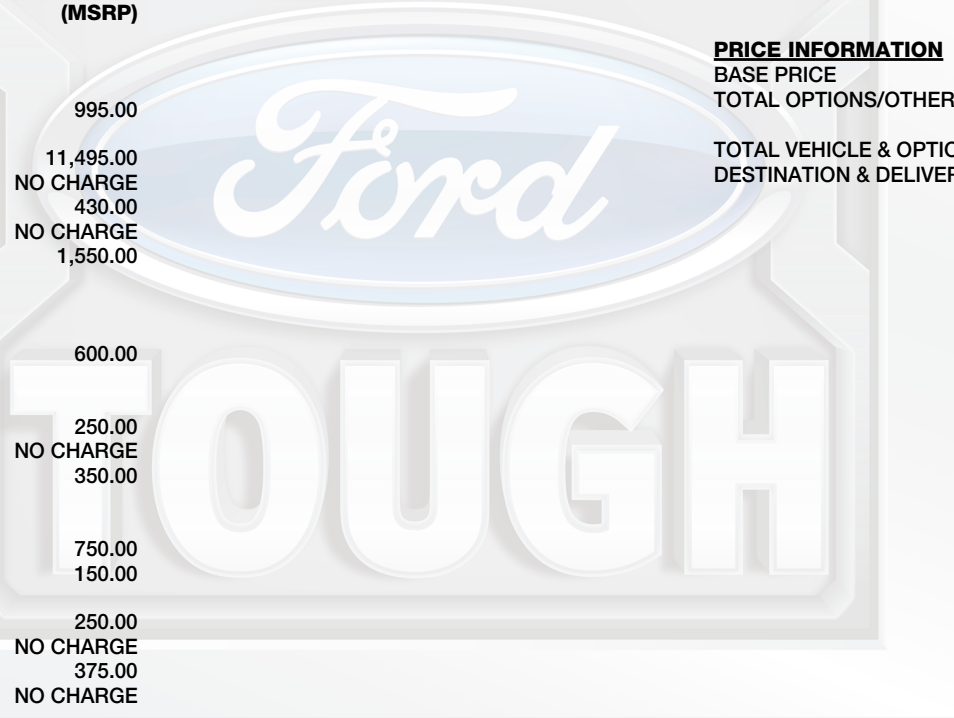 (MSRP)
995.00
11,495.00
NO CHARGE
430.00
NO CHARGE
1,550.00
600.00
250.00
NO CHARGE
350.00
750.00
150.00
250.00
NO CHARGE
375.00
NO CHARGE
PRICE INFORMATION
BASE PRICE
TOTAL OPTIONS/OTHER
TOTAL VEHICLE & OPTIO
DESTINATION & DELIVER
Ford
TOUGH